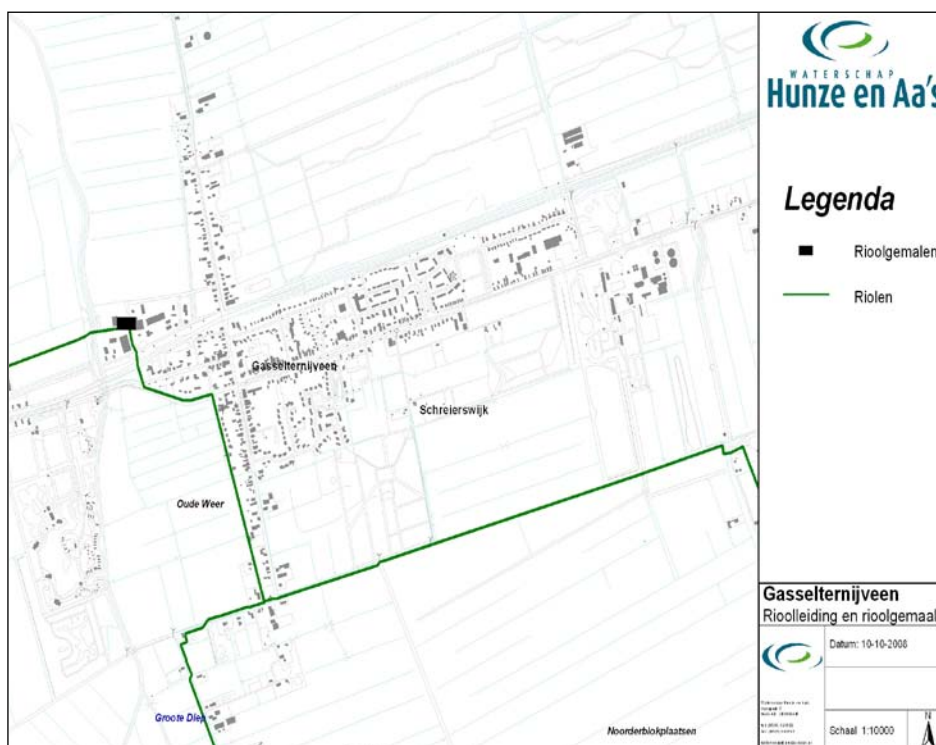 WATERSCHAP
Hunze en Aa's
Legenda
Rioolgemalen
Riolen
Gasselternijveen
Schreierswijk
Oude Weer
Groote Diep
Noorderblokplaatsen
Gasselternijveen
Rioolleiding en rioolgemaal
Datum: 10-10-2008
Schaal 1:10000
N